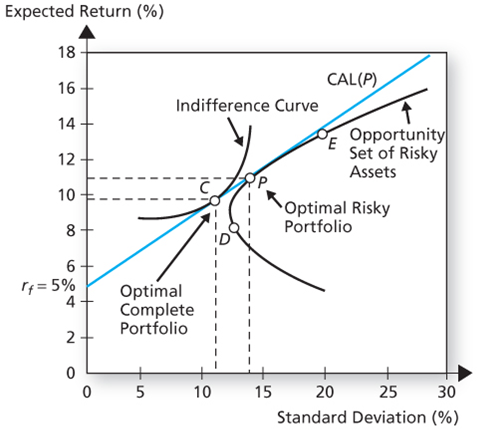 Expected Return (%)
18
16
14
12
10
8
6
r_f = 5%
4
2
0
CAL(P)
Indifference Curve
E
Opportunity
Set of Risky
Assets
C
P
Optimal Risky
Portfolio
D
Optimal
Complete
Portfolio
0 5 10 15 20 25 30
Standard Deviation (%)